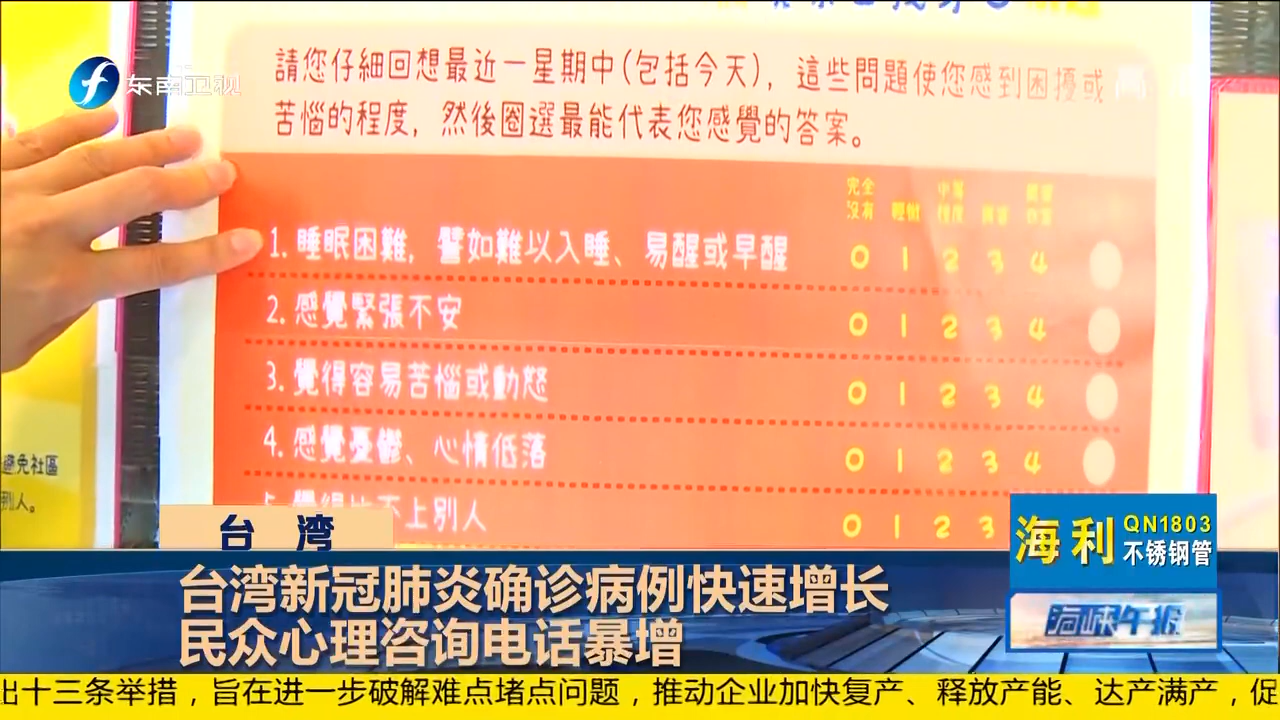 东南卫视
請您仔細回想最近一星期中(包括今天)，這些問題使您感到困擾或
苦惱的程度，然後圈選最能代表您感覺的答案。
完全
沒有
輕微
中等
程度
1. 睡眠困難，譬如難以入睡、易醒或早醒
0 1 2 3 4
2. 感覺緊張不安
0 1 2 3 4
3. 覺得容易苦惱或動怒
0 1 2 3 4
4. 感覺憂鬱、心情低落
0 1 2 3 4
不上別人
0 1 2 3
避免社區
別人。
台 湾
台湾新冠肺炎确诊病例快速增长
民众心理咨询电话暴增
海利
QN1803
不锈钢管
海峡午报
出十三条举措，旨在进一步破解难点堵点问题，推动企业加快复产、释放产能、达产满产，促